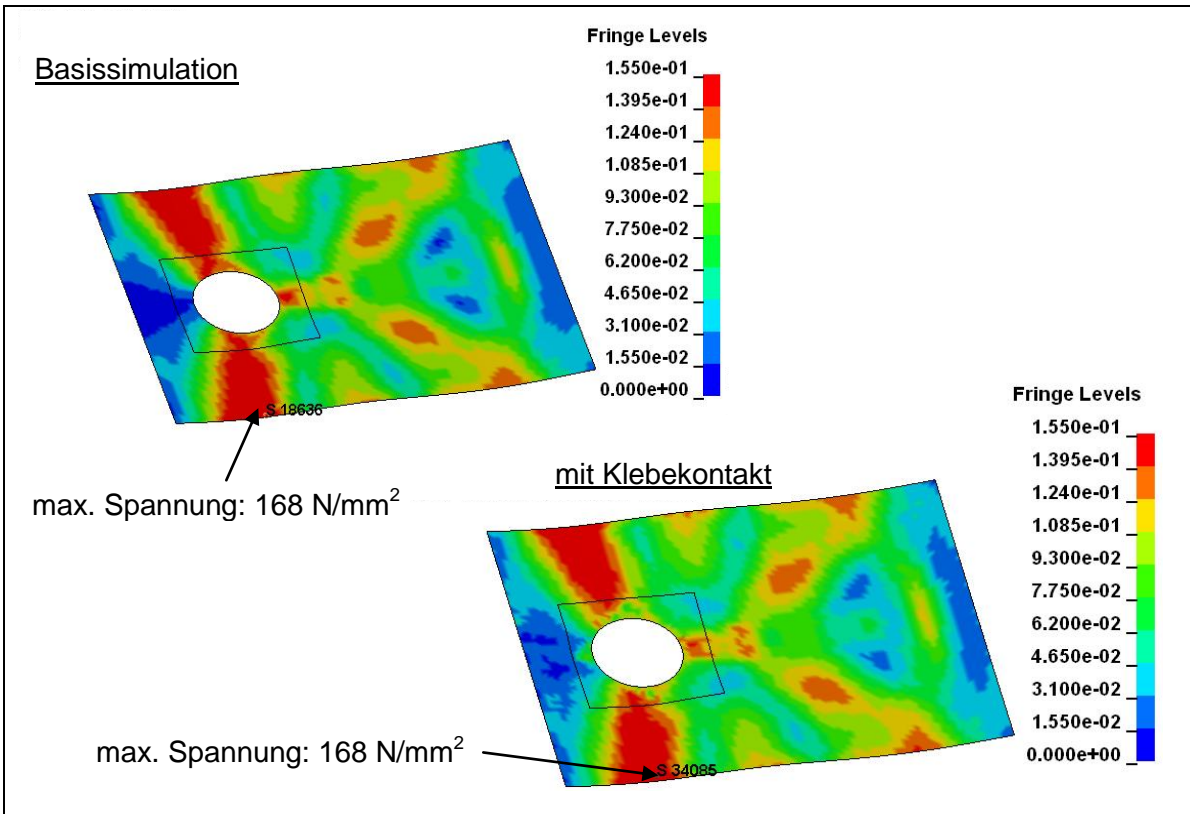 Basissimulation
Fringe Levels
1.550e-01
1.395e-01
1.240e-01
1.085e-01
9.300e-02
7.750e-02
6.200e-02
4.650e-02
3.100e-02
1.550e-02
0.000e+00
S 18636
max. Spannung: 168 N/mm²
mit Klebekontakt
Fringe Levels
1.550e-01
1.395e-01
1.240e-01
1.085e-01
9.300e-02
7.750e-02
6.200e-02
4.650e-02
3.100e-02
1.550e-02
0.000e+00
max. Spannung: 168 N/mm²
S 34085